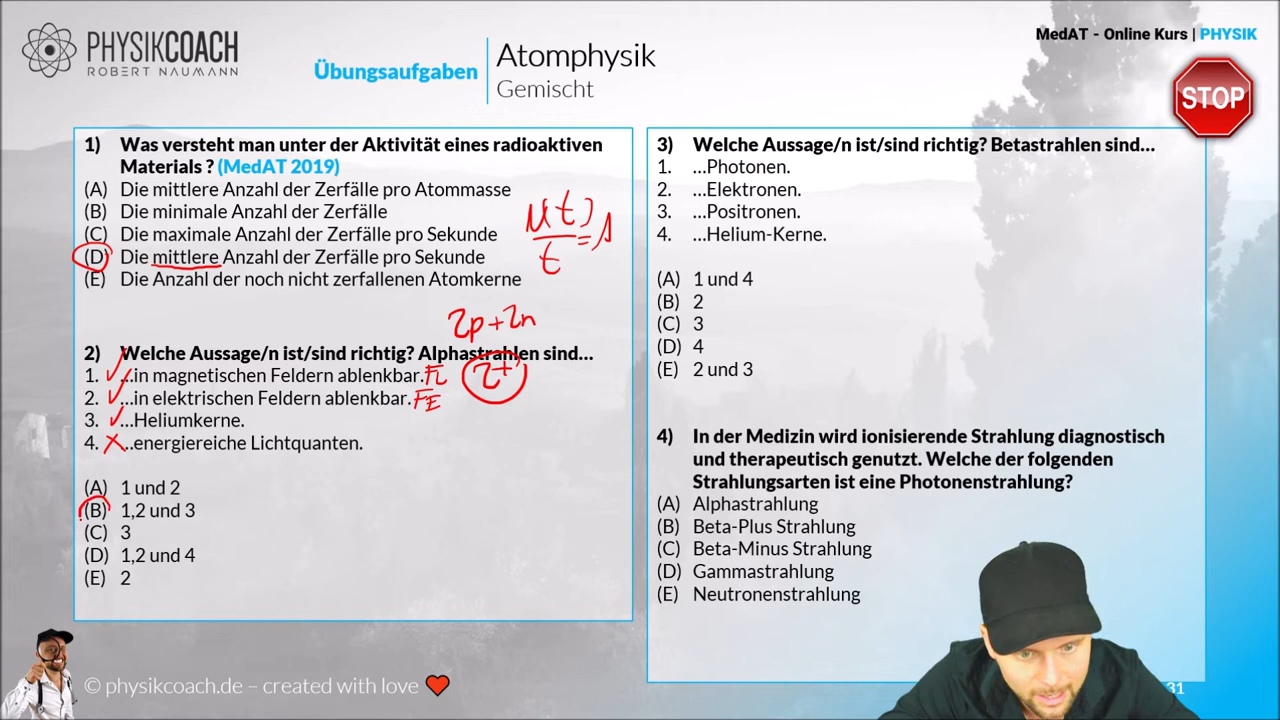 PHYSIKCOACH
ROBERT NAUMANN
Übungsaufgaben
Atomphysik
Gemischt
MedAT - Online Kurs | PHYSIK
STOP
1) Was versteht man unter der Aktivität eines radioaktiven
Materials ? (MedAT 2019)
(A) Die mittlere Anzahl der Zerfälle pro Atommasse
(B) Die minimale Anzahl der Zerfälle
(C) Die maximale Anzahl der Zerfälle pro Sekunde
(D) Die mittlere Anzahl der Zerfälle pro Sekunde
(E) Die Anzahl der noch nicht zerfallenen Atomkerne
2p+2n
2) Welche Aussage/n ist/sind richtig? Alphastrahlen sind...
1. ...in magnetischen Feldern ablenkbar. FL
2+
2. ...in elektrischen Feldern ablenkbar. FE
3. ...Heliumkerne.
4. ...energiereiche Lichtquanten.
(A) 1 und 2
(B) 1,2 und 3
(C) 3
(D) 1,2 und 4
(E) 2
3) Welche Aussage/n ist/sind richtig? Betastrahlen sind...
1. ...Photonen.
2. ...Elektronen.
3. ...Positronen.
4. ...Helium-Kerne.
(A) 1 und 4
(B) 2
(C) 3
(D) 4
(E) 2 und 3
4) In der Medizin wird ionisierende Strahlung diagnostisch
und therapeutisch genutzt. Welche der folgenden
Strahlungsarten ist eine Photonenstrahlung?
(A) Alphastrahlung
(B) Beta-Plus Strahlung
(C) Beta-Minus Strahlung
(D) Gammastrahlung
(E) Neutronenstrahlung
© physikcoach.de – created with love
31